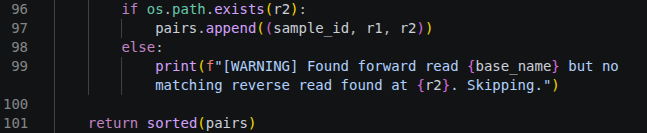 96 if os.path.exists(r2):
97 pairs.append((sample_id, r1, r2))
98 else:
99 print(f"[WARNING] Found forward read {base_name} but no
matching reverse read found at {r2}. Skipping.")
100
101 return sorted(pairs)